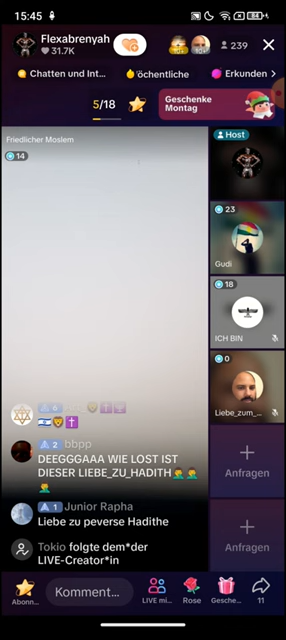 15:45
84
Flexabrenyah
31.7K
239
Chatten und Int...
öchentliche
Erkunden >
5/18
Geschenke
Montag
Friedlicher Moslem
14
Host
23
Gudi
18
ICH BIN
0
Liebe_zum_...
6
2 bbpp
DEEGGGAAA WIE LOST IST
DIESER LIEBE_ZU_HADITH🤦‍♂️🤦‍♂️
🤦‍♂️
1 Junior Rapha
Liebe zu peverse Hadithe
Tokio folgte dem*der
LIVE-Creator*in
Anfragen
Anfragen
Abonn...
Komment...
LIVE mi...
Rose
Gesche...
11